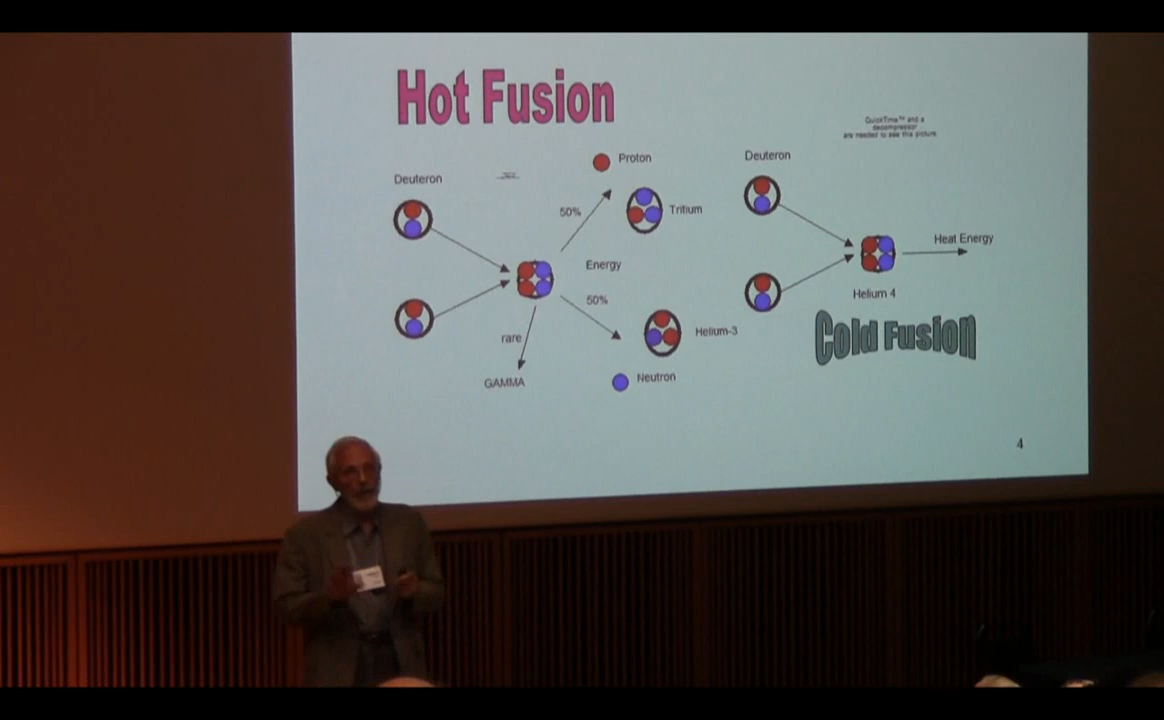 Hot Fusion
QuickTime™ and a
decompressor
are needed to see this picture.
Proton
Deuteron
Deuteron
50%
Tritium
Energy
Heat Energy
50%
Helium 4
rare
Helium-3
Cold Fusion
GAMMA
Neutron
4